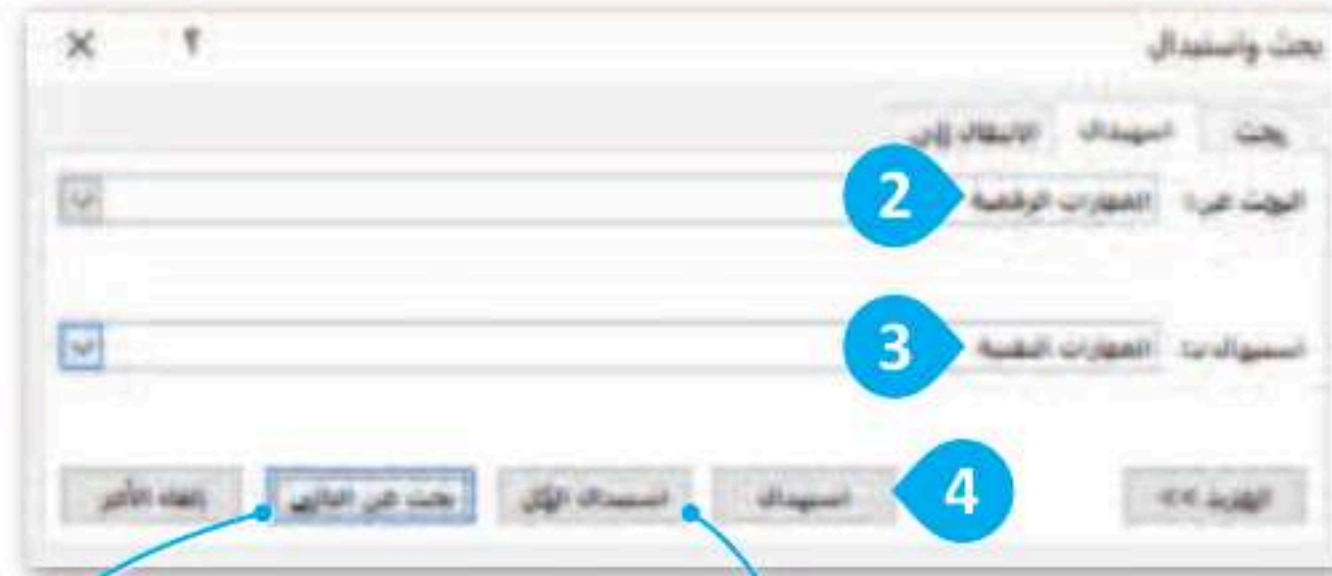 بحث واستبدال
؟
بحث
استبدال
الانتقال إلى
البحث عن:
المهارات الرقمية
2
استبدال بـ:
المهارات التقنية
3
المزيد >>
4
استبدال
استبدال الكل
بحث عن التالي
إلغاء الأمر